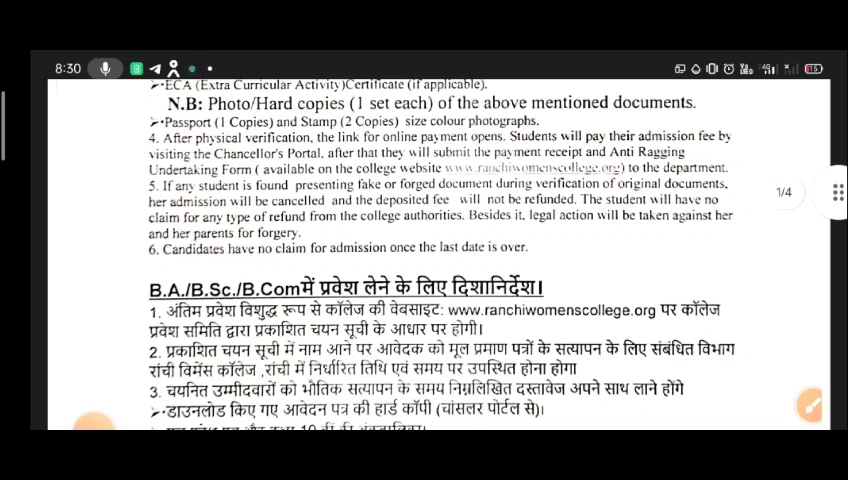 8:30
➢•ECA (Extra Curricular Activity)Certificate (if applicable).
N.B: Photo/Hard copies (1 set each) of the above mentioned documents.
➢•Passport (1 Copies) and Stamp (2 Copies) size colour photographs.
4. After physical verification, the link for online payment opens. Students will pay their admission fee by
visiting the Chancellor's Portal, after that they will submit the payment receipt and Anti Ragging
Undertaking Form ( available on the college website www.ranchiwomenscollege.org) to the department.
5. If any student is found presenting fake or forged document during verification of original documents,
her admission will be cancelled and the deposited fee will not be refunded. The student will have no
claim for any type of refund from the college authorities. Besides it, legal action will be taken against her
and her parents for forgery.
6. Candidates have no claim for admission once the last date is over.
1/4
B.A./B.Sc./B.Comमें प्रवेश लेने के लिए दिशानिर्देश।
1. अंतिम प्रवेश विशुद्ध रूप से कॉलेज की वेबसाइट: www.ranchiwomenscollege.org पर कॉलेज
प्रवेश समिति द्वारा प्रकाशित चयन सूची के आधार पर होगी।
2. प्रकाशित चयन सूची में नाम आने पर आवेदक को मूल प्रमाण पत्रों के सत्यापन के लिए संबंधित विभाग
रांची विमेंस कॉलेज ,रांची में निर्धारित तिथि एवं समय पर उपस्थित होना होगा
3. चयनित उम्मीदवारों को भौतिक सत्यापन के समय निम्नलिखित दस्तावेज अपने साथ लाने होंगे
➢•डाउनलोड किए गए आवेदन पत्र की हार्ड कॉपी (चांसलर पोर्टल से)।